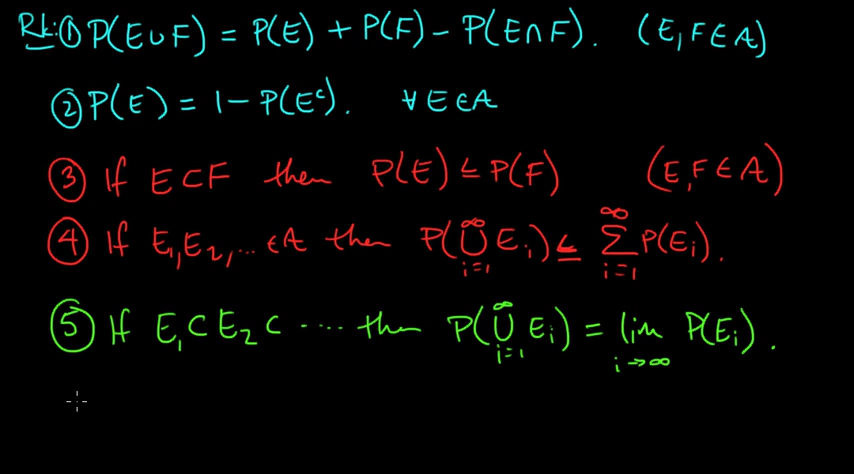 Rk: ① P(E∪F) = P(E) + P(F) − P(E∩F). (E, F ∈ A)
② P(E) = 1 − P(Eᶜ). ∀ E ∈ A
③ If E ⊂ F then P(E) ≤ P(F) (E, F ∈ A)
④ If E₁, E₂, ... ∈ A then P(⋃_{i=1}^{∞} Eᵢ) ≤ ∑_{i=1}^{∞} P(Eᵢ).
⑤ If E₁ ⊂ E₂ ⊂ ···· then P(⋃_{i=1}^{∞} Eᵢ) = lim_{i→∞} P(Eᵢ).